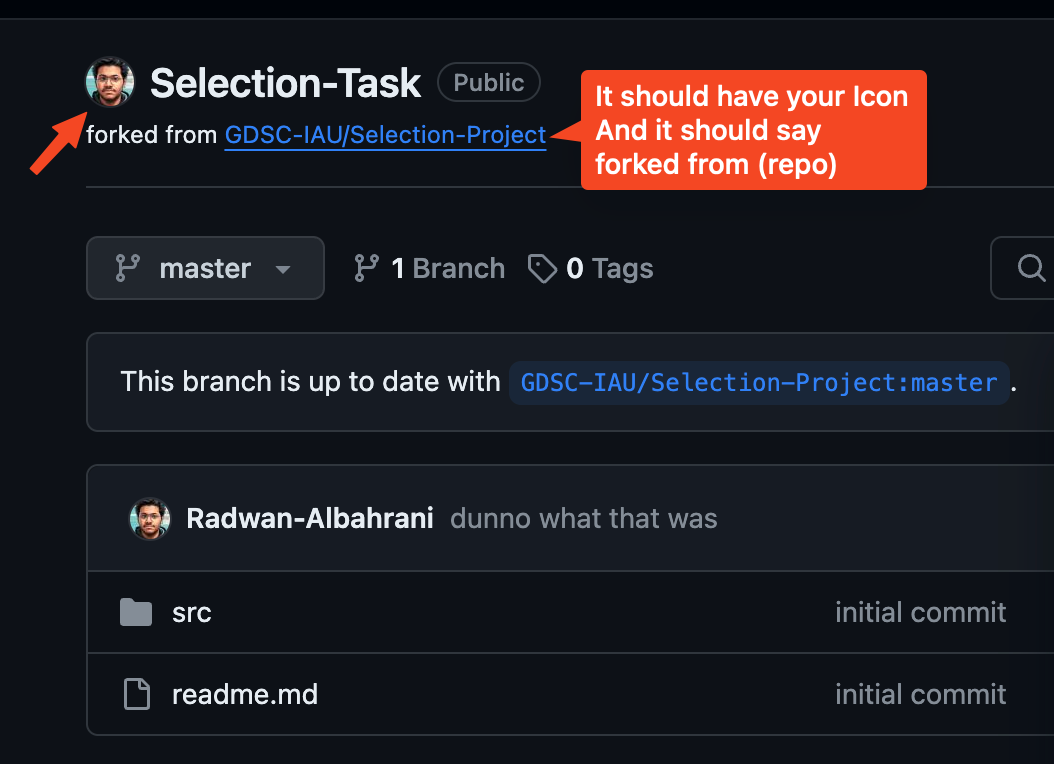 Selection-Task Public
forked from GDSC-IAU/Selection-Project
It should have your Icon
And it should say
forked from (repo)
master 1 Branch 0 Tags
This branch is up to date with GDSC-IAU/Selection-Project:master .
Radwan-Albahrani dunno what that was
src initial commit
readme.md initial commit